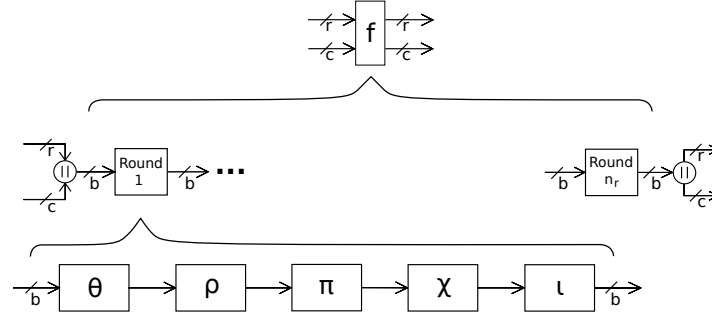 r r
f
c c
r r
Round Round
b 1 b ... b n_r b
|| ||
c c
b θ ρ π χ ι b